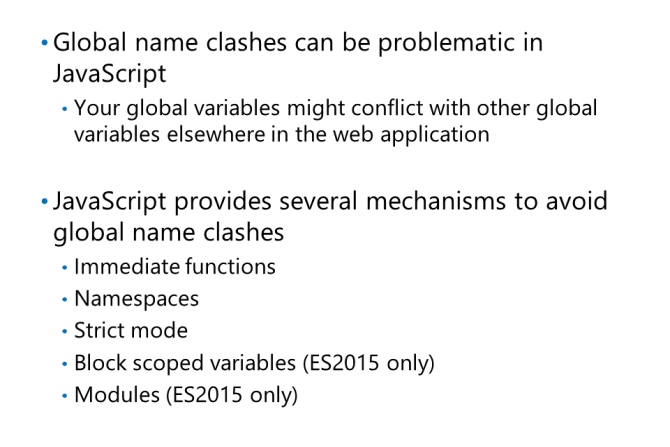 • Global name clashes can be problematic in
JavaScript
• Your global variables might conflict with other global
variables elsewhere in the web application
• JavaScript provides several mechanisms to avoid
global name clashes
• Immediate functions
• Namespaces
• Strict mode
• Block scoped variables (ES2015 only)
• Modules (ES2015 only)